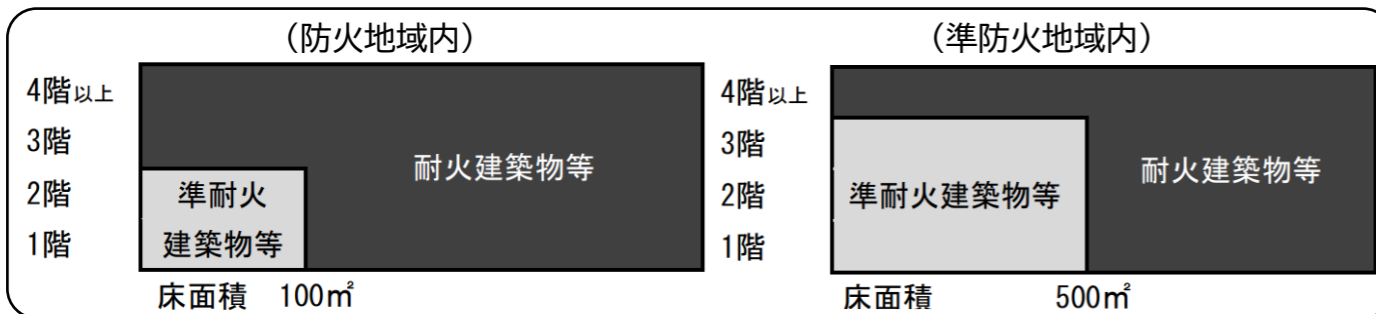 （防火地域内）
4階以上
3階
2階
1階
耐火建築物等
準耐火
建築物等
床面積 100㎡
（準防火地域内）
4階以上
3階
2階
1階
耐火建築物等
準耐火建築物等
床面積 500㎡